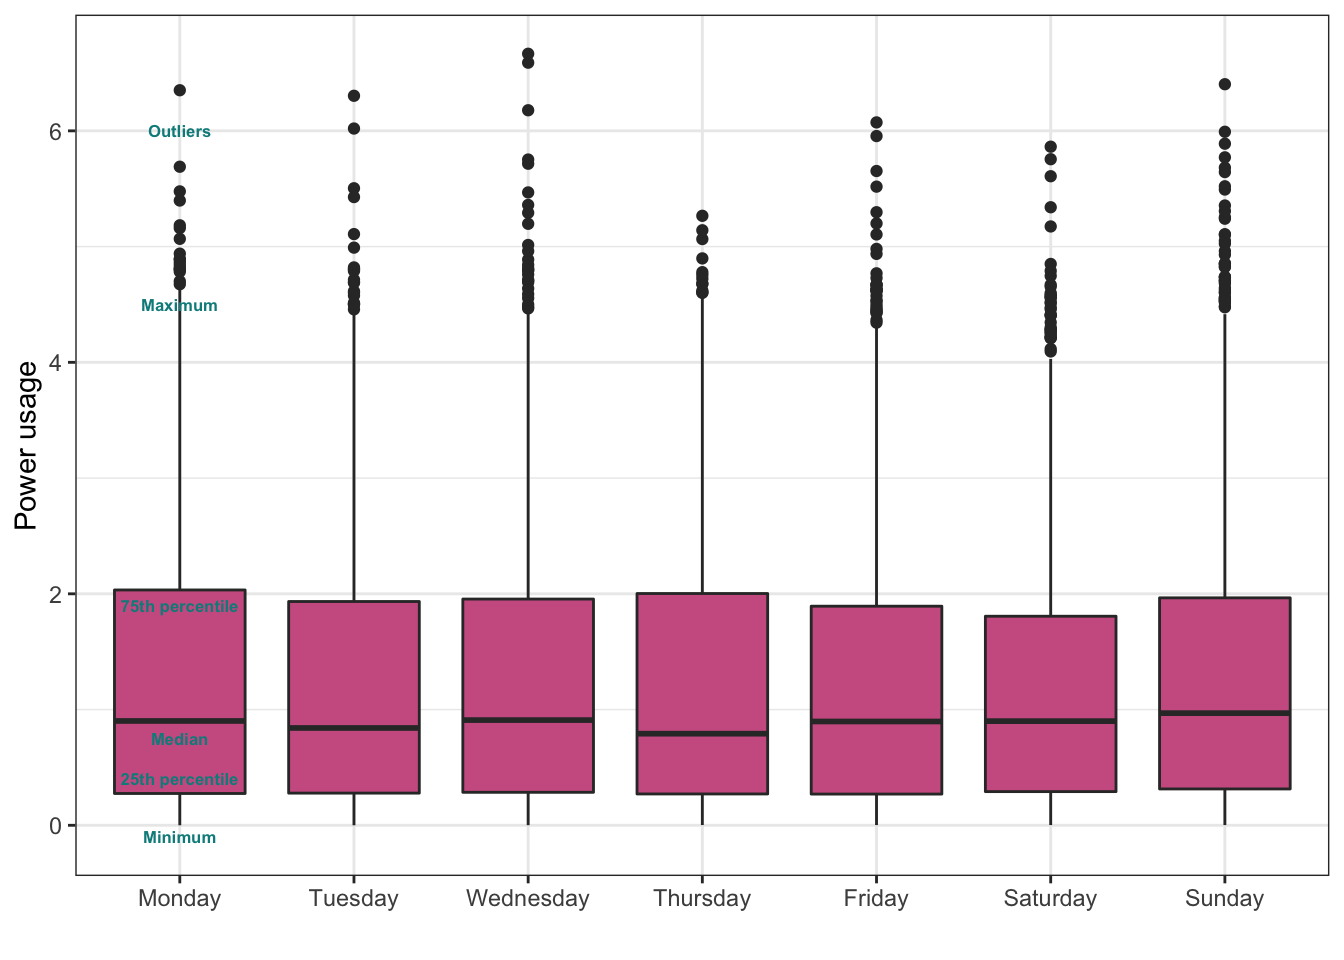 Outliers
Maximum
75th percentile
Median
25th percentile
Minimum
Power usage
6
4
2
0
Monday
Tuesday
Wednesday
Thursday
Friday
Saturday
Sunday